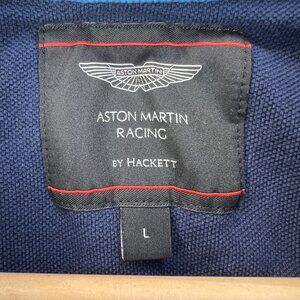 ASTON MARTIN
ASTON MARTIN
RACING
BY HACKETT
L